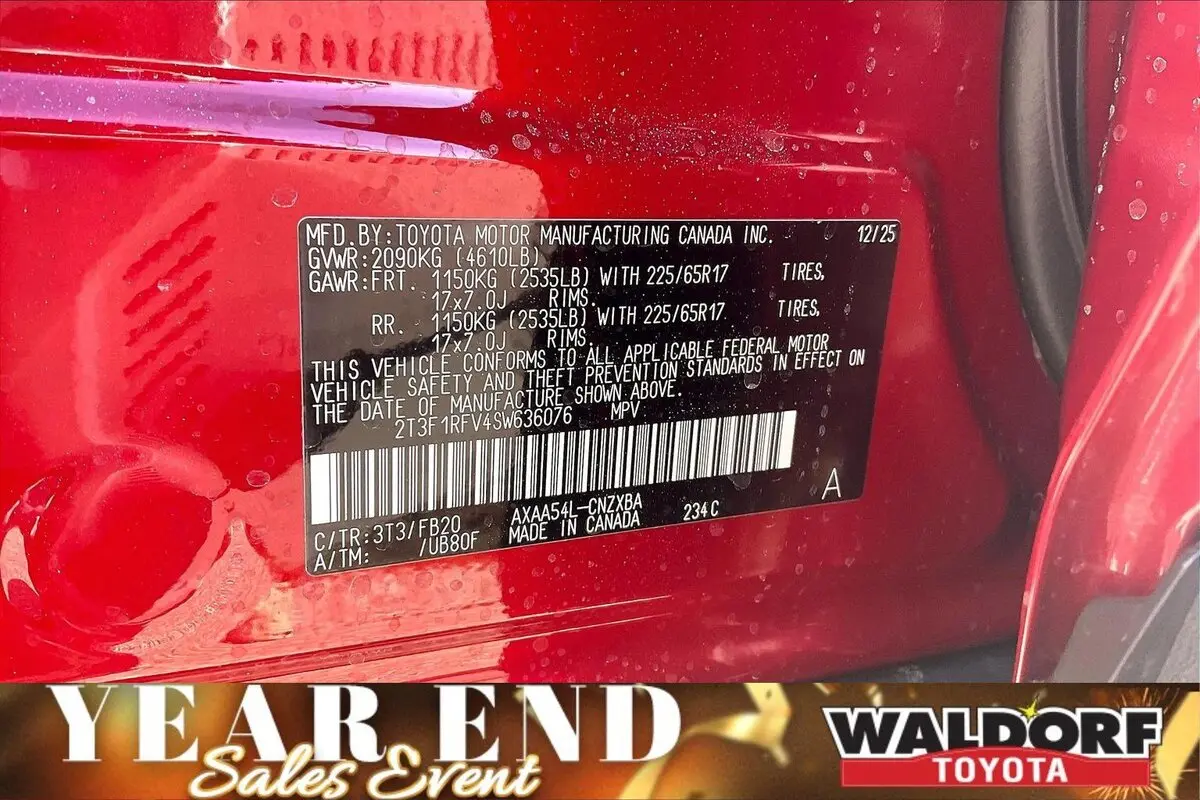 MFD. BY: TOYOTA MOTOR MANUFACTURING CANADA INC. 12/25
GVWR: 2090KG (4610LB)
GAWR: FRT. 1150KG (2535LB) WITH 225/65R17 TIRES,
17x7.0J RIMS.
RR. 1150KG (2535LB) WITH 225/65R17 TIRES,
17x7.0J RIMS.
THIS VEHICLE CONFORMS TO ALL APPLICABLE FEDERAL MOTOR
VEHICLE SAFETY AND THEFT PREVENTION STANDARDS IN EFFECT ON
THE DATE OF MANUFACTURE SHOWN ABOVE.
2T3F1RFV4SW636076 MPV
C/TR: 3T3/FB20 AXAA54L-CNZXBA 234C A
A/TM: /UB80F MADE IN CANADA
YEAR END
Sales Event
WALDORF
TOYOTA